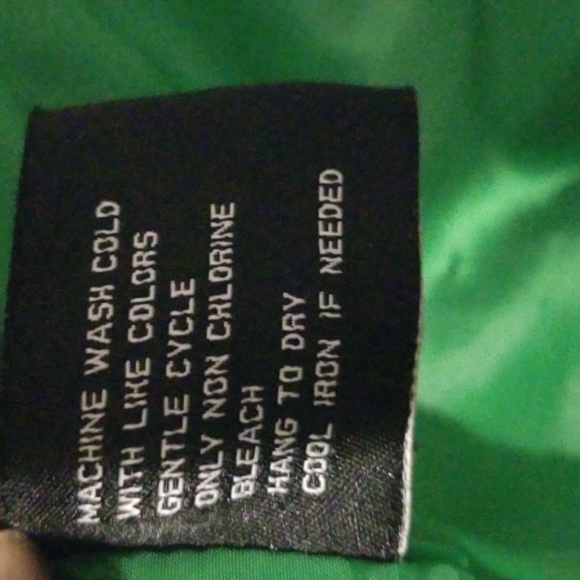 MACHINE WASH COLD
WITH LIKE COLORS
GENTLE CYCLE
ONLY NON CHLORINE
BLEACH
HANG TO DRY
COOL IRON IF NEEDED